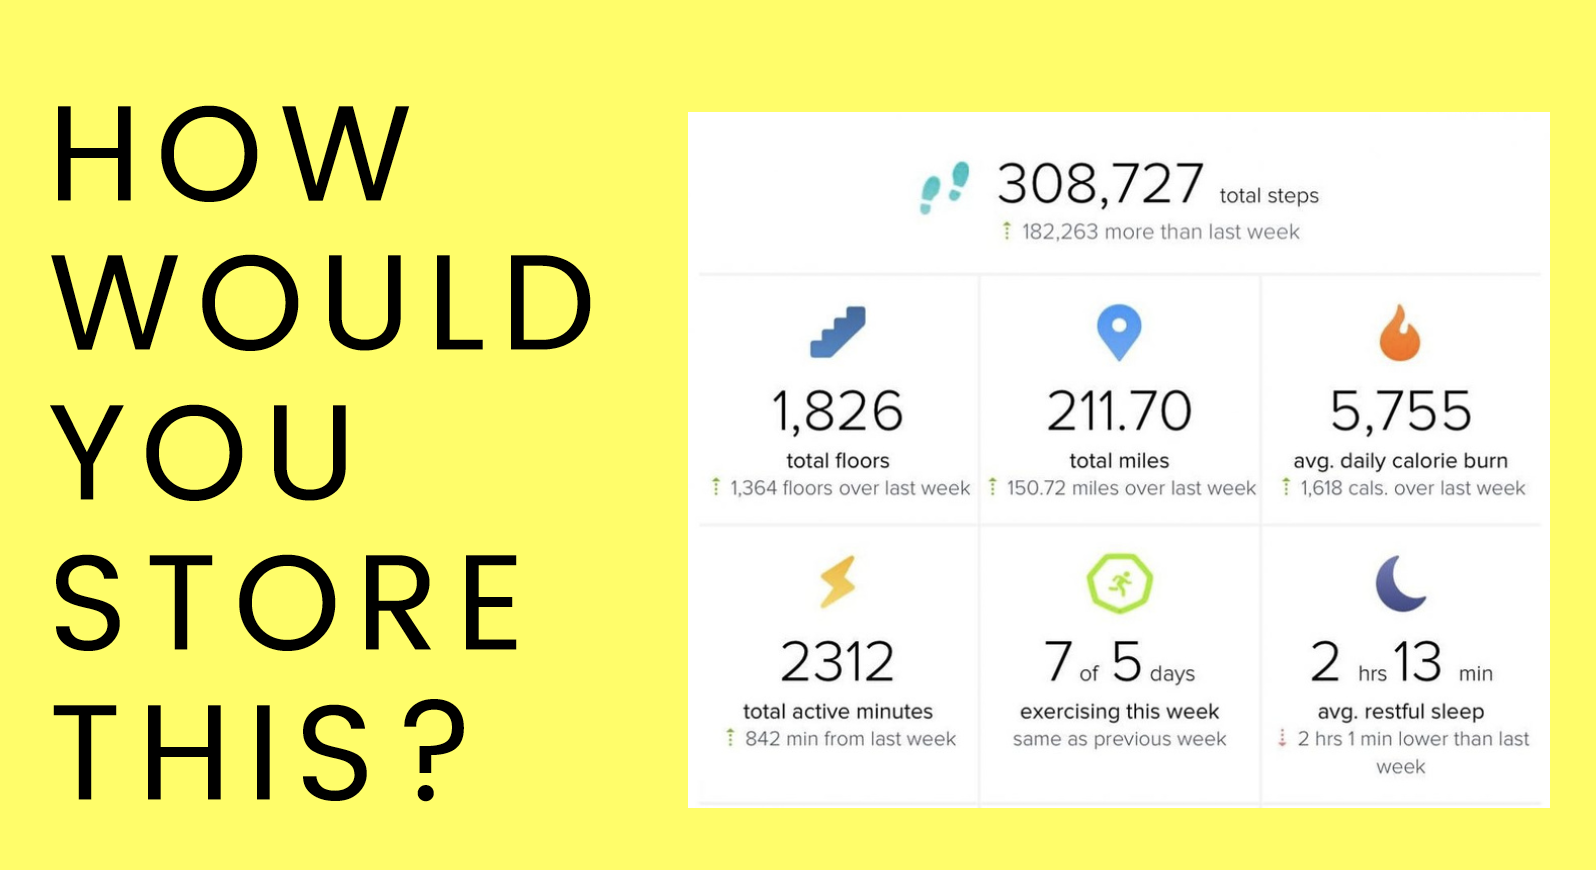 HOW
WOULD
YOU
STORE
THIS?
308,727 total steps
182,263 more than last week
1,826
total floors
1,364 floors over last week
211.70
total miles
150.72 miles over last week
5,755
avg. daily calorie burn
1,618 cals. over last week
2312
total active minutes
842 min from last week
7 of 5 days
exercising this week
same as previous week
2 hrs 13 min
avg. restful sleep
2 hrs 1 min lower than last
week